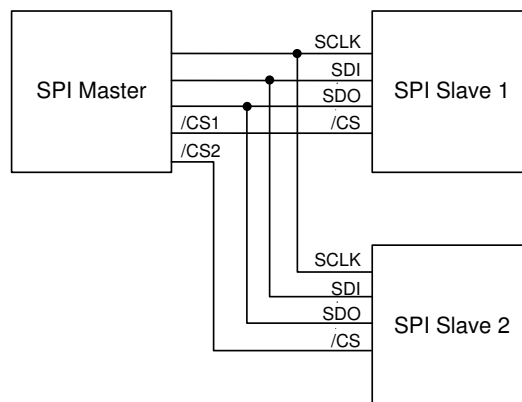 SPI Master
/CS1
/CS2
SCLK
SDI
SDO
/CS
SPI Slave 1
SCLK
SDI
SDO
/CS
SPI Slave 2